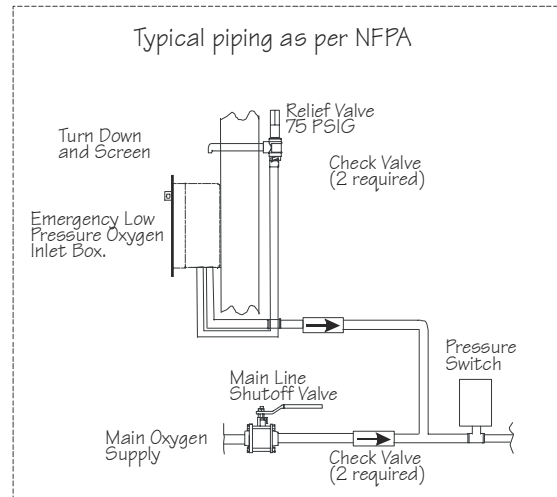 Typical piping as per NFPA
Relief Valve
75 PSIG
Turn Down
and Screen
Check Valve
(2 required)
Emergency Low
Pressure Oxygen
Inlet Box.
Pressure
Switch
Main Line
Shutoff Valve
Main Oxygen
Supply
Check Valve
(2 required)